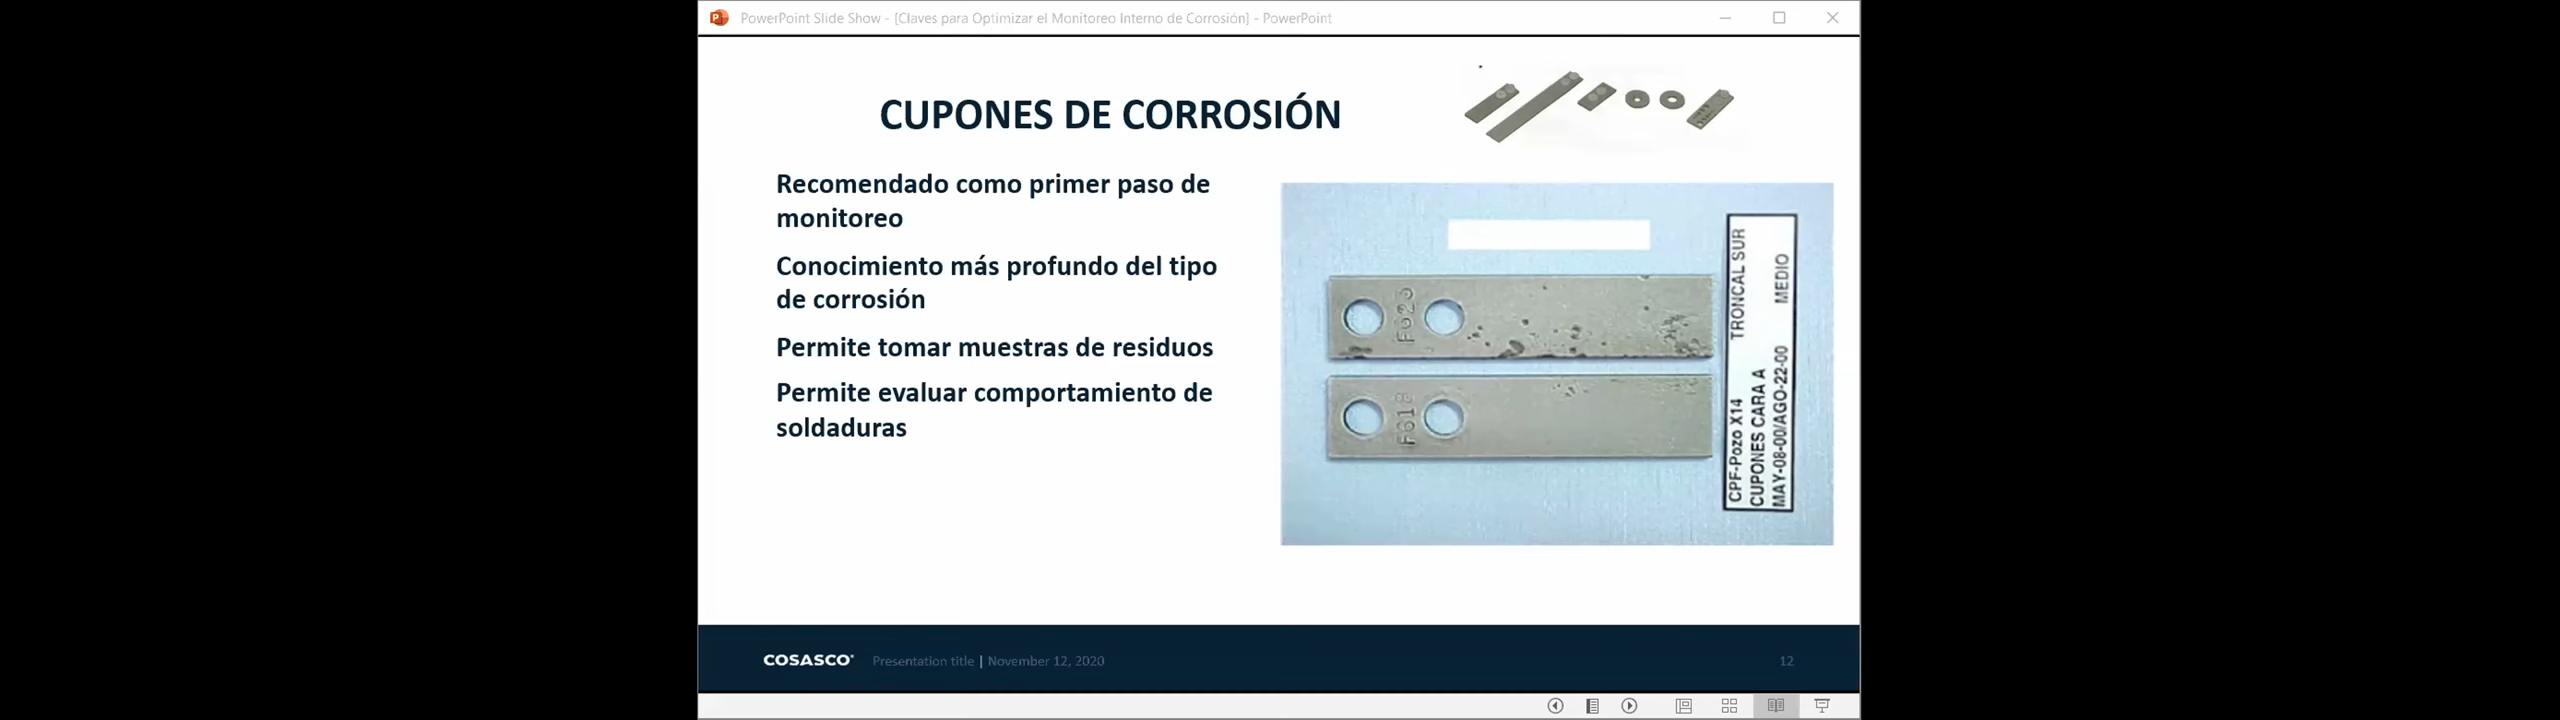 PowerPoint Slide Show - [Claves para Optimizar el Monitoreo Interno de Corrosión] - PowerPoint
CUPONES DE CORROSIÓN
Recomendado como primer paso de
monitoreo
Conocimiento más profundo del tipo
de corrosión
Permite tomar muestras de residuos
Permite evaluar comportamiento de
soldaduras
F623
F618
CPF-Pozo X14 TRONCAL SUR
CUPONES CARA A
MAY-08-00/AGO-22-00 MEDIO
COSASCO
Presentation title | November 12, 2020
12